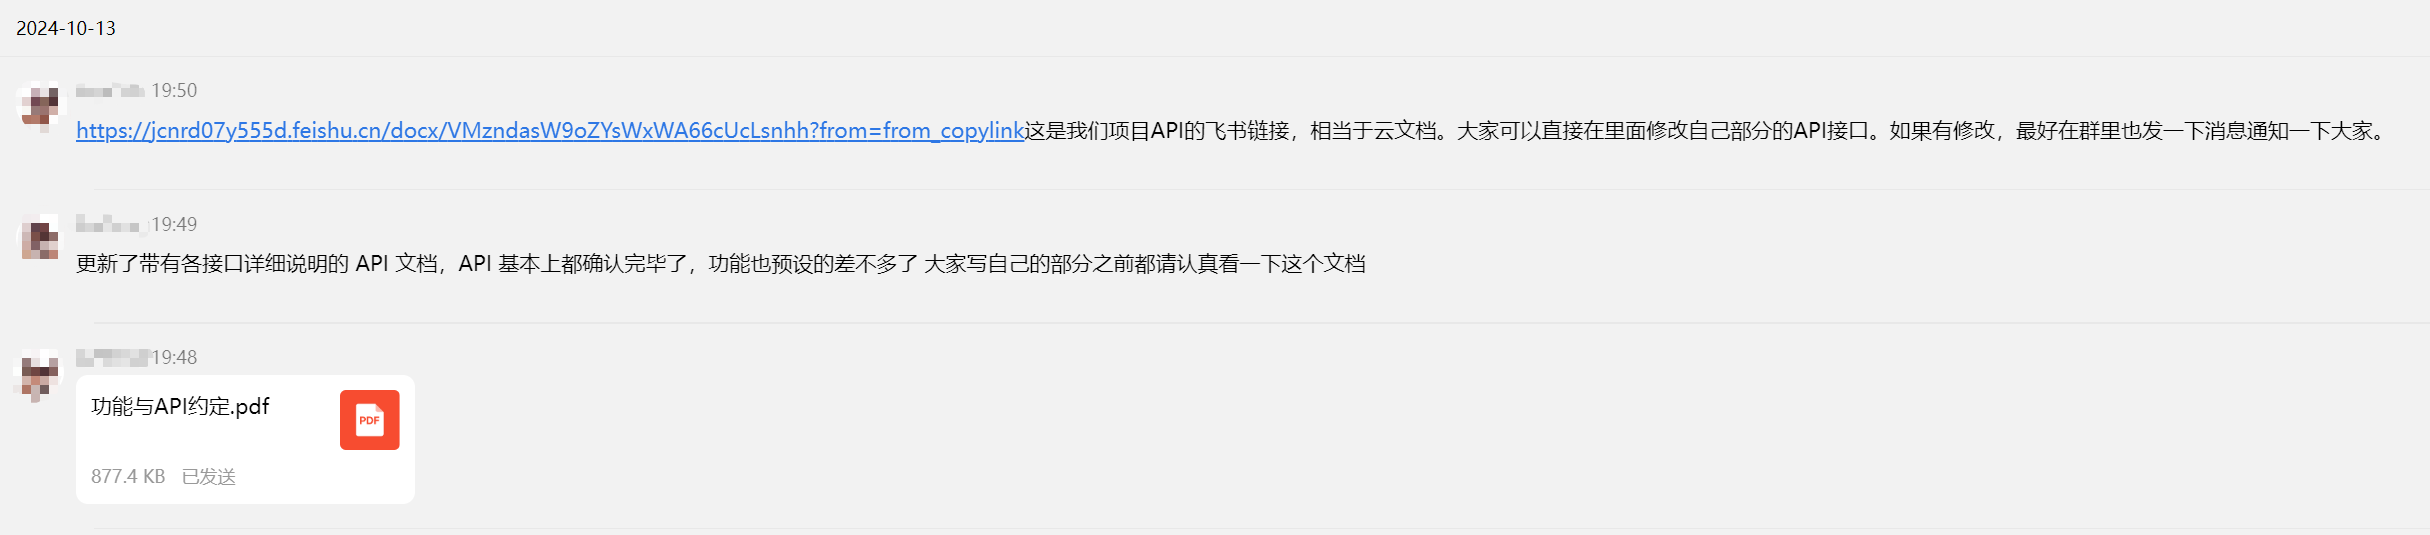 2024-10-13
19:50
https://jcnrd07y555d.feishu.cn/docx/VMzndasW9oZYsWxWA66cUcLsnhh?from=from_copylink这是我们项目API的飞书链接，相当于云文档。大家可以直接在里面修改自己部分的API接口。如果有修改，最好在群里也发一下消息通知一下大家。
19:49
更新了带有各接口详细说明的 API 文档，API 基本上都确认完毕了，功能也预设的差不多了 大家写自己的部分之前都请认真看一下这个文档
19:48
功能与API约定.pdf
PDF
877.4 KB 已发送